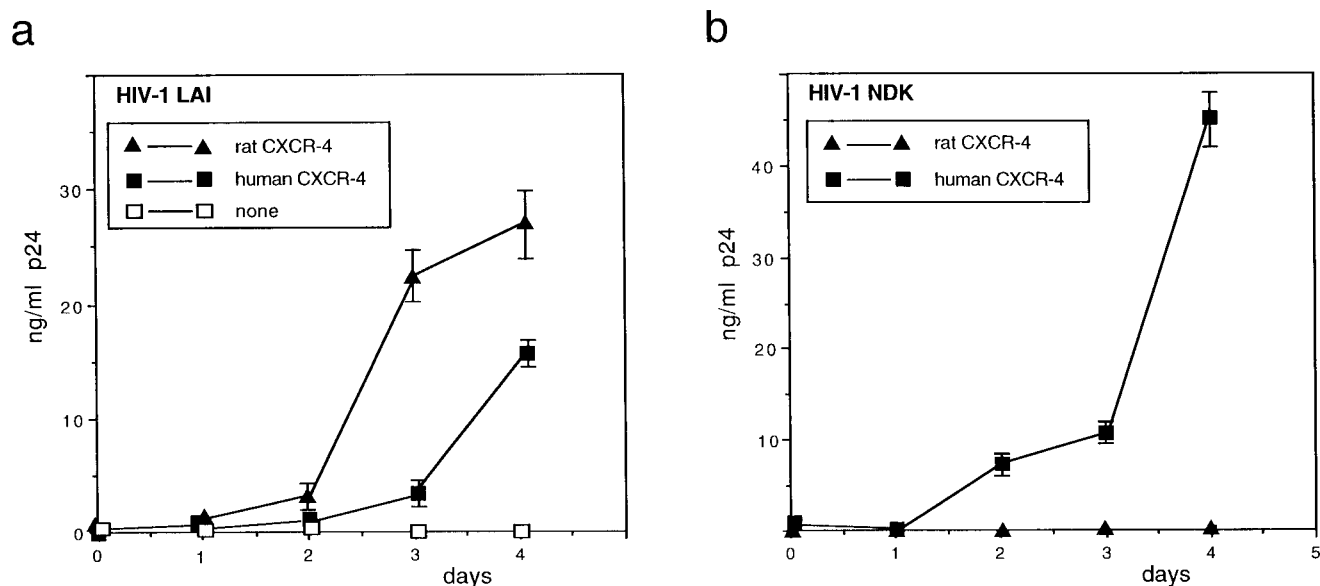 a
HIV-1 LAI
rat CXCR-4
human CXCR-4
none
ng/ml p24
30
20
10
0
0 1 2 3 4
days
b
HIV-1 NDK
rat CXCR-4
human CXCR-4
ng/ml p24
40
30
20
10
0 1 2 3 4 5
days